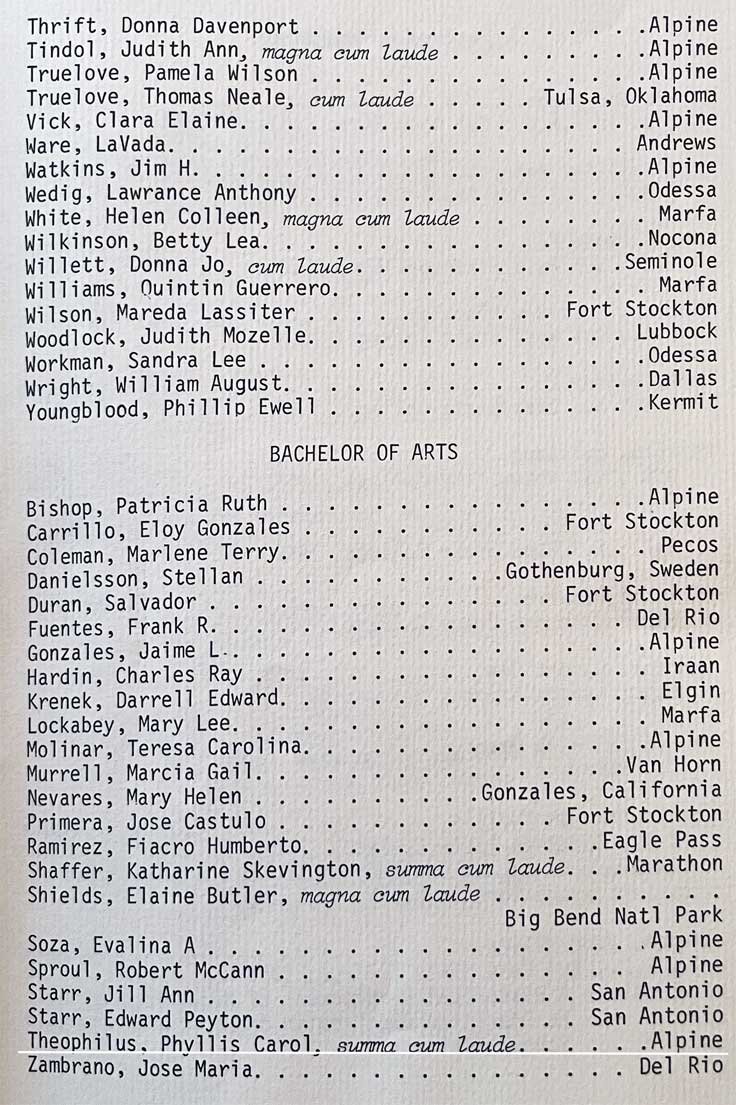 Thrift, Donna Davenport . . . . . . . . . . . . . . .Alpine
Tindol, Judith Ann, magna cum laude . . . . . . . . .Alpine
Truelove, Pamela Wilson . . . . . . . . . . . . . . .Alpine
Truelove, Thomas Neale, cum laude . . . . . Tulsa, Oklahoma
Vick, Clara Elaine. . . . . . . . . . . . . . . . . .Alpine
Ware, LaVada. . . . . . . . . . . . . . . . . . . . Andrews
Watkins, Jim H. . . . . . . . . . . . . . . . . . . .Alpine
Wedig, Lawrance Anthony . . . . . . . . . . . . . . .Odessa
White, Helen Colleen, magna cum laude . . . . . . . . Marfa
Wilkinson, Betty Lea. . . . . . . . . . . . . . . . .Nocona
Willett, Donna Jo, cum laude. . . . . . . . . . . .Seminole
Williams, Quintin Guerrero. . . . . . . . . . . . . . Marfa
Wilson, Mareda Lassiter . . . . . . . . . . . Fort Stockton
Woodlock, Judith Mozelle. . . . . . . . . . . . . . Lubbock
Workman, Sandra Lee . . . . . . . . . . . . . . . . .Odessa
Wright, William August. . . . . . . . . . . . . . . .Dallas
Youngblood, Phillip Ewell . . . . . . . . . . . . . .Kermit
BACHELOR OF ARTS
Bishop, Patricia Ruth . . . . . . . . . . . . . . . .Alpine
Carrillo, Eloy Gonzales . . . . . . . . . . . Fort Stockton
Coleman, Marlene Terry. . . . . . . . . . . . . . . . Pecos
Danielsson, Stellan . . . . . . . . . . .Gothenburg, Sweden
Duran, Salvador . . . . . . . . . . . . . . . Fort Stockton
Fuentes, Frank R. . . . . . . . . . . . . . . . . . Del Rio
Gonzales, Jaime L.. . . . . . . . . . . . . . . . . .Alpine
Hardin, Charles Ray . . . . . . . . . . . . . . . . . Iraan
Krenek, Darrell Edward. . . . . . . . . . . . . . . . Elgin
Lockabey, Mary Lee. . . . . . . . . . . . . . . . . . Marfa
Molinar, Teresa Carolina. . . . . . . . . . . . . . .Alpine
Murrell, Marcia Gail. . . . . . . . . . . . . . . .Van Horn
Nevares, Mary Helen . . . . . . . . . .Gonzales, California
Primera, Jose Castulo . . . . . . . . . . . . Fort Stockton
Ramirez, Fiacro Humberto. . . . . . . . . . . . .Eagle Pass
Shaffer, Katharine Skevington, summa cum laude. . .Marathon
Shields, Elaine Butler, magna cum laude . . . . . . . . . .
Big Bend Natl Park
Soza, Evalina A . . . . . . . . . . . . . . . . . . .Alpine
Sproul, Robert McCann . . . . . . . . . . . . . . . Alpine
Starr, Jill Ann . . . . . . . . . . . . . . . . San Antonio
Starr, Edward Peyton. . . . . . . . . . . . . . San Antonio
Theophilus, Phyllis Carol, summa cum laude. . . . . .Alpine
Zambrano, Jose Maria. . . . . . . . . . . . . . . . Del Rio